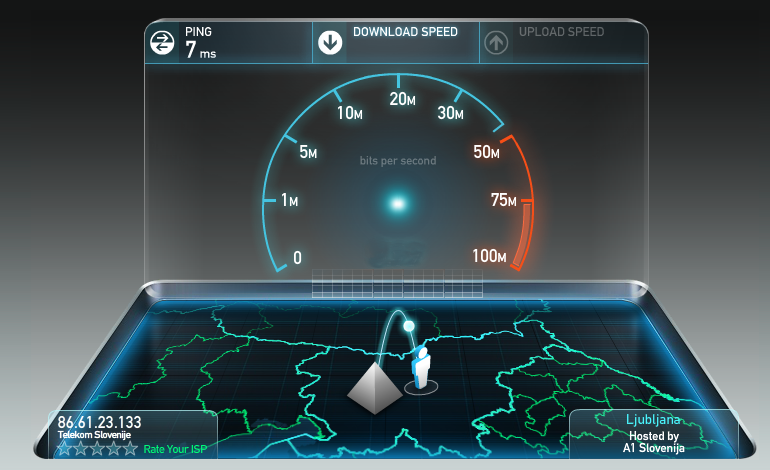 PING
7 ms
DOWNLOAD SPEED
UPLOAD SPEED
20M
10M
30M
5M
50M
bits per second
1M
75M
0
100M
86.61.23.133
Telekom Slovenije
Rate Your ISP
Ljubljana
Hosted by
A1 Slovenija